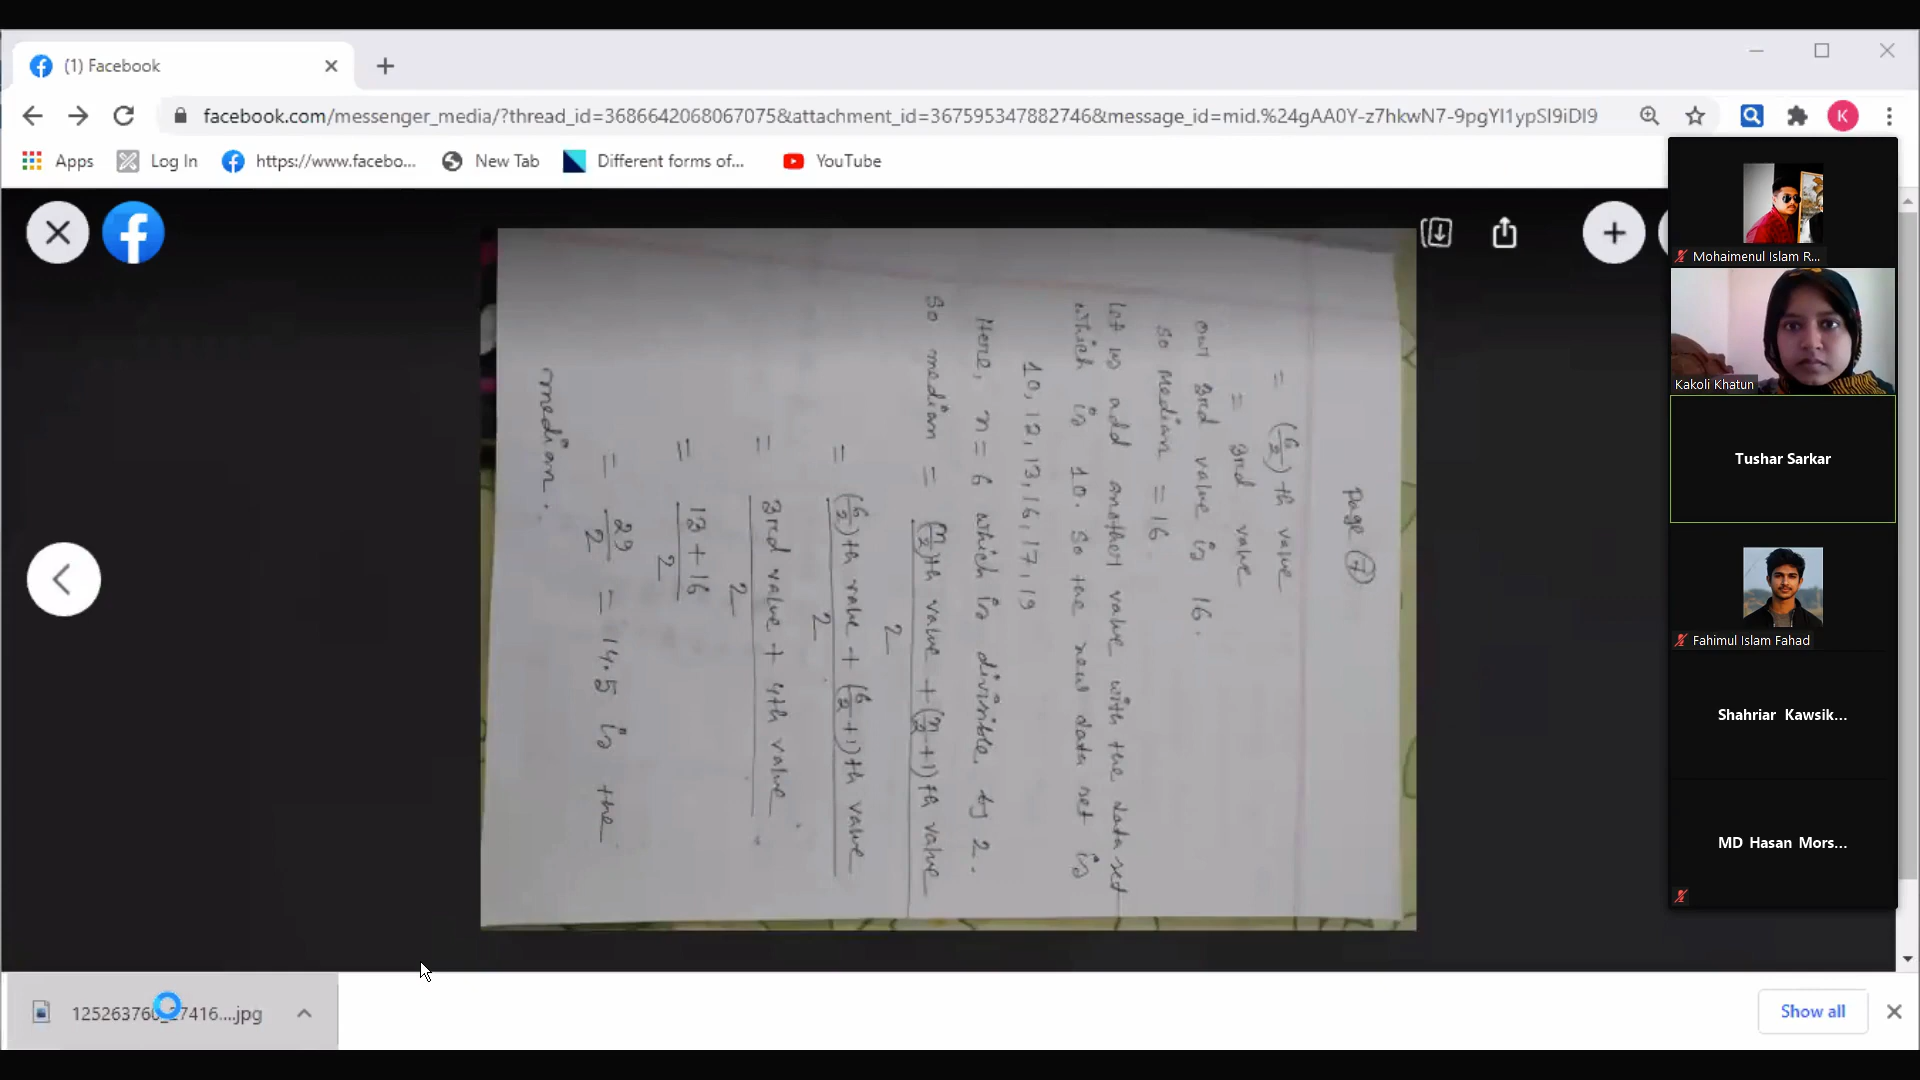 (1) Facebook
facebook.com/messenger_media/?thread_id=3686642068067075&attachment_id=367595347882746&message_id=mid.%24gAA0Y-z7hkwN7-9pgYl1ypSI9iDI9
K
Apps
Log In
https://www.facebo...
New Tab
Different forms of...
YouTube
Page 7
= (6/2)th value
= 3rd value
our 3rd value is 16.
So median = 16.
Let us add another value with the data set
which is 10. So the new data set is
10, 12, 13, 16, 17, 19
Here, n = 6 which is divisible by 2.
So median = (n/2)th value + (n/2 + 1)th value
2
= (6/2)th value + (6/2 + 1)th value
2
= 3rd value + 4th value
2
= 13 + 16
2
= 29/2 = 14.5 is the
median.
Mohaimenul Islam R...
Kakoli Khatun
Tushar Sarkar
Fahimul Islam Fahad
Shahriar Kawsik...
MD Hasan Mors...
Show all